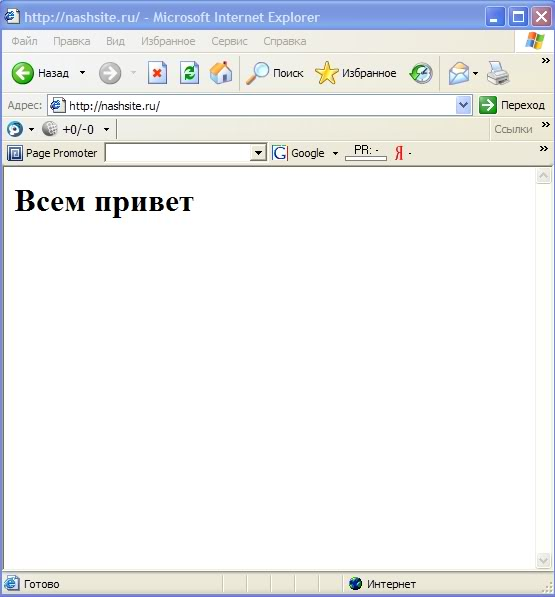 http://nashsite.ru/ - Microsoft Internet Explorer
Файл Правка Вид Избранное Сервис Справка
Назад Поиск Избранное
Адрес: http://nashsite.ru/ Переход
+0/-0 Ссылки
Page Promoter G Google PR: - Я -
Всем привет
Готово Интернет